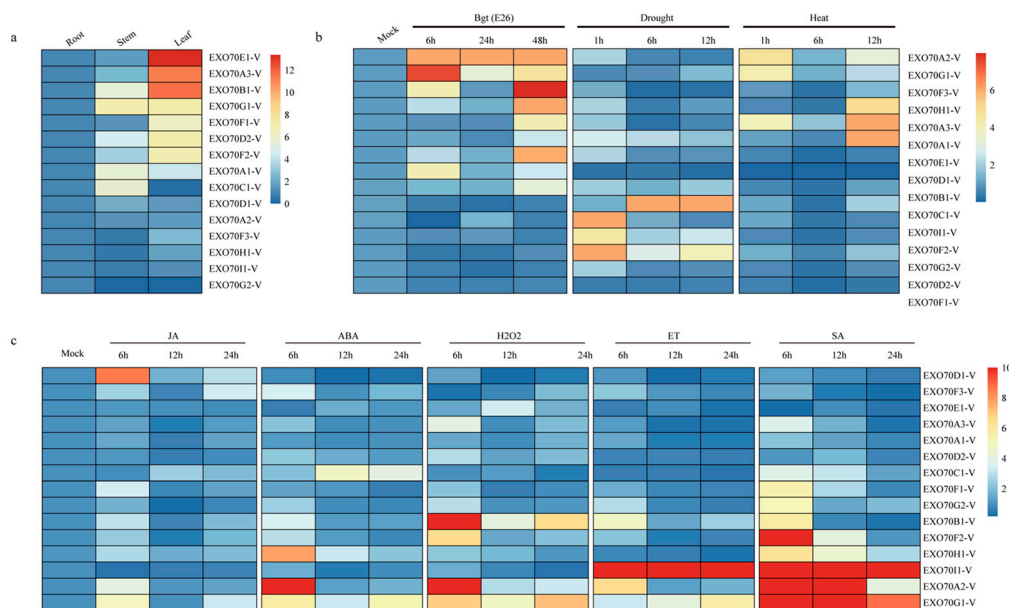 a
Root Stem Leaf
EXO70E1-V
EXO70A3-V
EXO70B1-V
EXO70G1-V
EXO70F1-V
EXO70D2-V
EXO70F2-V
EXO70A1-V
EXO70C1-V
EXO70D1-V
EXO70A2-V
EXO70F3-V
EXO70H1-V
EXO70I1-V
EXO70G2-V
12
10
8
6
4
2
0
b
Bgt (E26) Drought Heat
Mock 6h 24h 48h 1h 6h 12h 1h 6h 12h
EXO70A2-V
EXO70G1-V
EXO70F3-V
EXO70H1-V
EXO70A3-V
EXO70A1-V
EXO70E1-V
EXO70D1-V
EXO70B1-V
EXO70C1-V
EXO70I1-V
EXO70F2-V
EXO70G2-V
EXO70D2-V
EXO70F1-V
6
4
2
c
JA ABA H2O2 ET SA
Mock 6h 12h 24h 6h 12h 24h 6h 12h 24h 6h 12h 24h 6h 12h 24h
EXO70D1-V
EXO70F3-V
EXO70E1-V
EXO70A3-V
EXO70A1-V
EXO70D2-V
EXO70C1-V
EXO70F1-V
EXO70G2-V
EXO70B1-V
EXO70F2-V
EXO70H1-V
EXO70I1-V
EXO70A2-V
EXO70G1-V
10
8
6
4
2